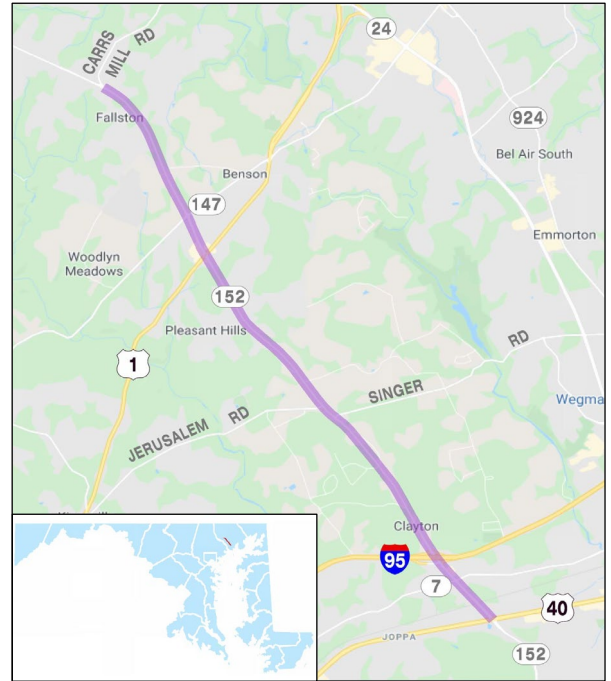 24
CARRS
MILL RD
Fallston
924
Bel Air South
Benson
147
Emmorton
Woodlyn
Meadows
152
Pleasant Hills
RD
1
SINGER
Wegma
JERUSALEM RD
Clayton
95
7
40
JOPPA
152